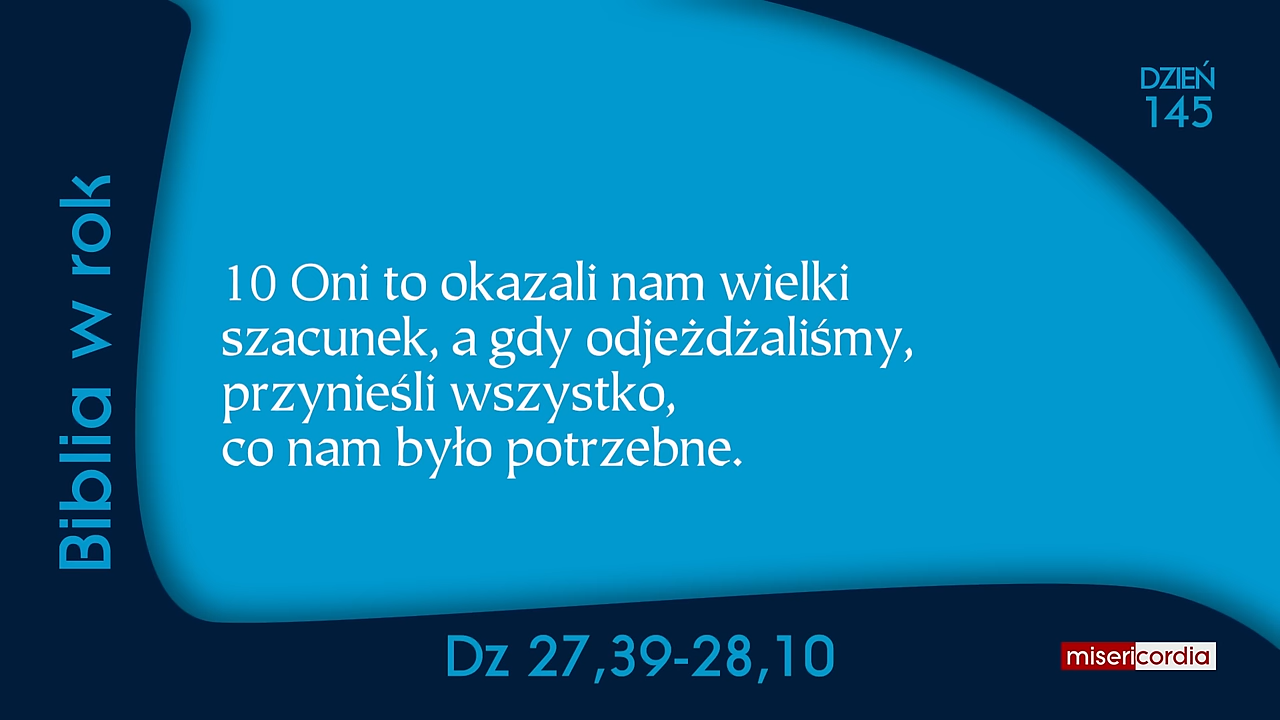 DZIEŃ
145
Biblia w rok
10 Oni to okazali nam wielki
szacunek, a gdy odjeżdżaliśmy,
przynieśli wszystko,
co nam było potrzebne.
Dz 27,39-28,10
misericordia